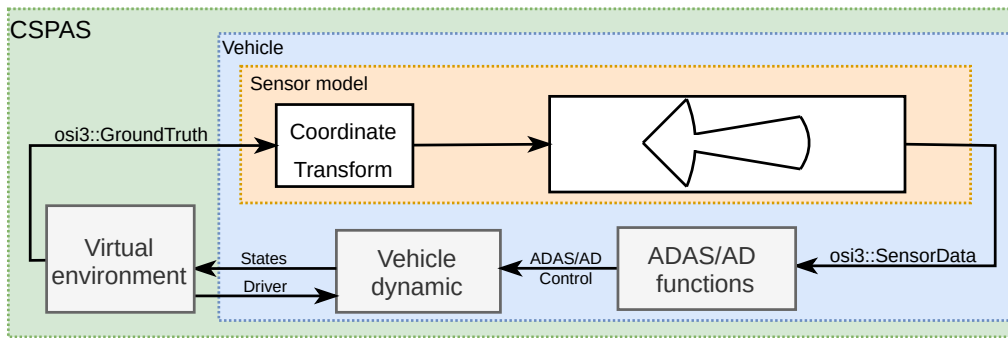 CSPAS
Vehicle
Sensor model
osi3::GroundTruth
Coordinate
Transform
Virtual
environment
States
Driver
Vehicle
dynamic
ADAS/AD
Control
ADAS/AD
functions
osi3::SensorData